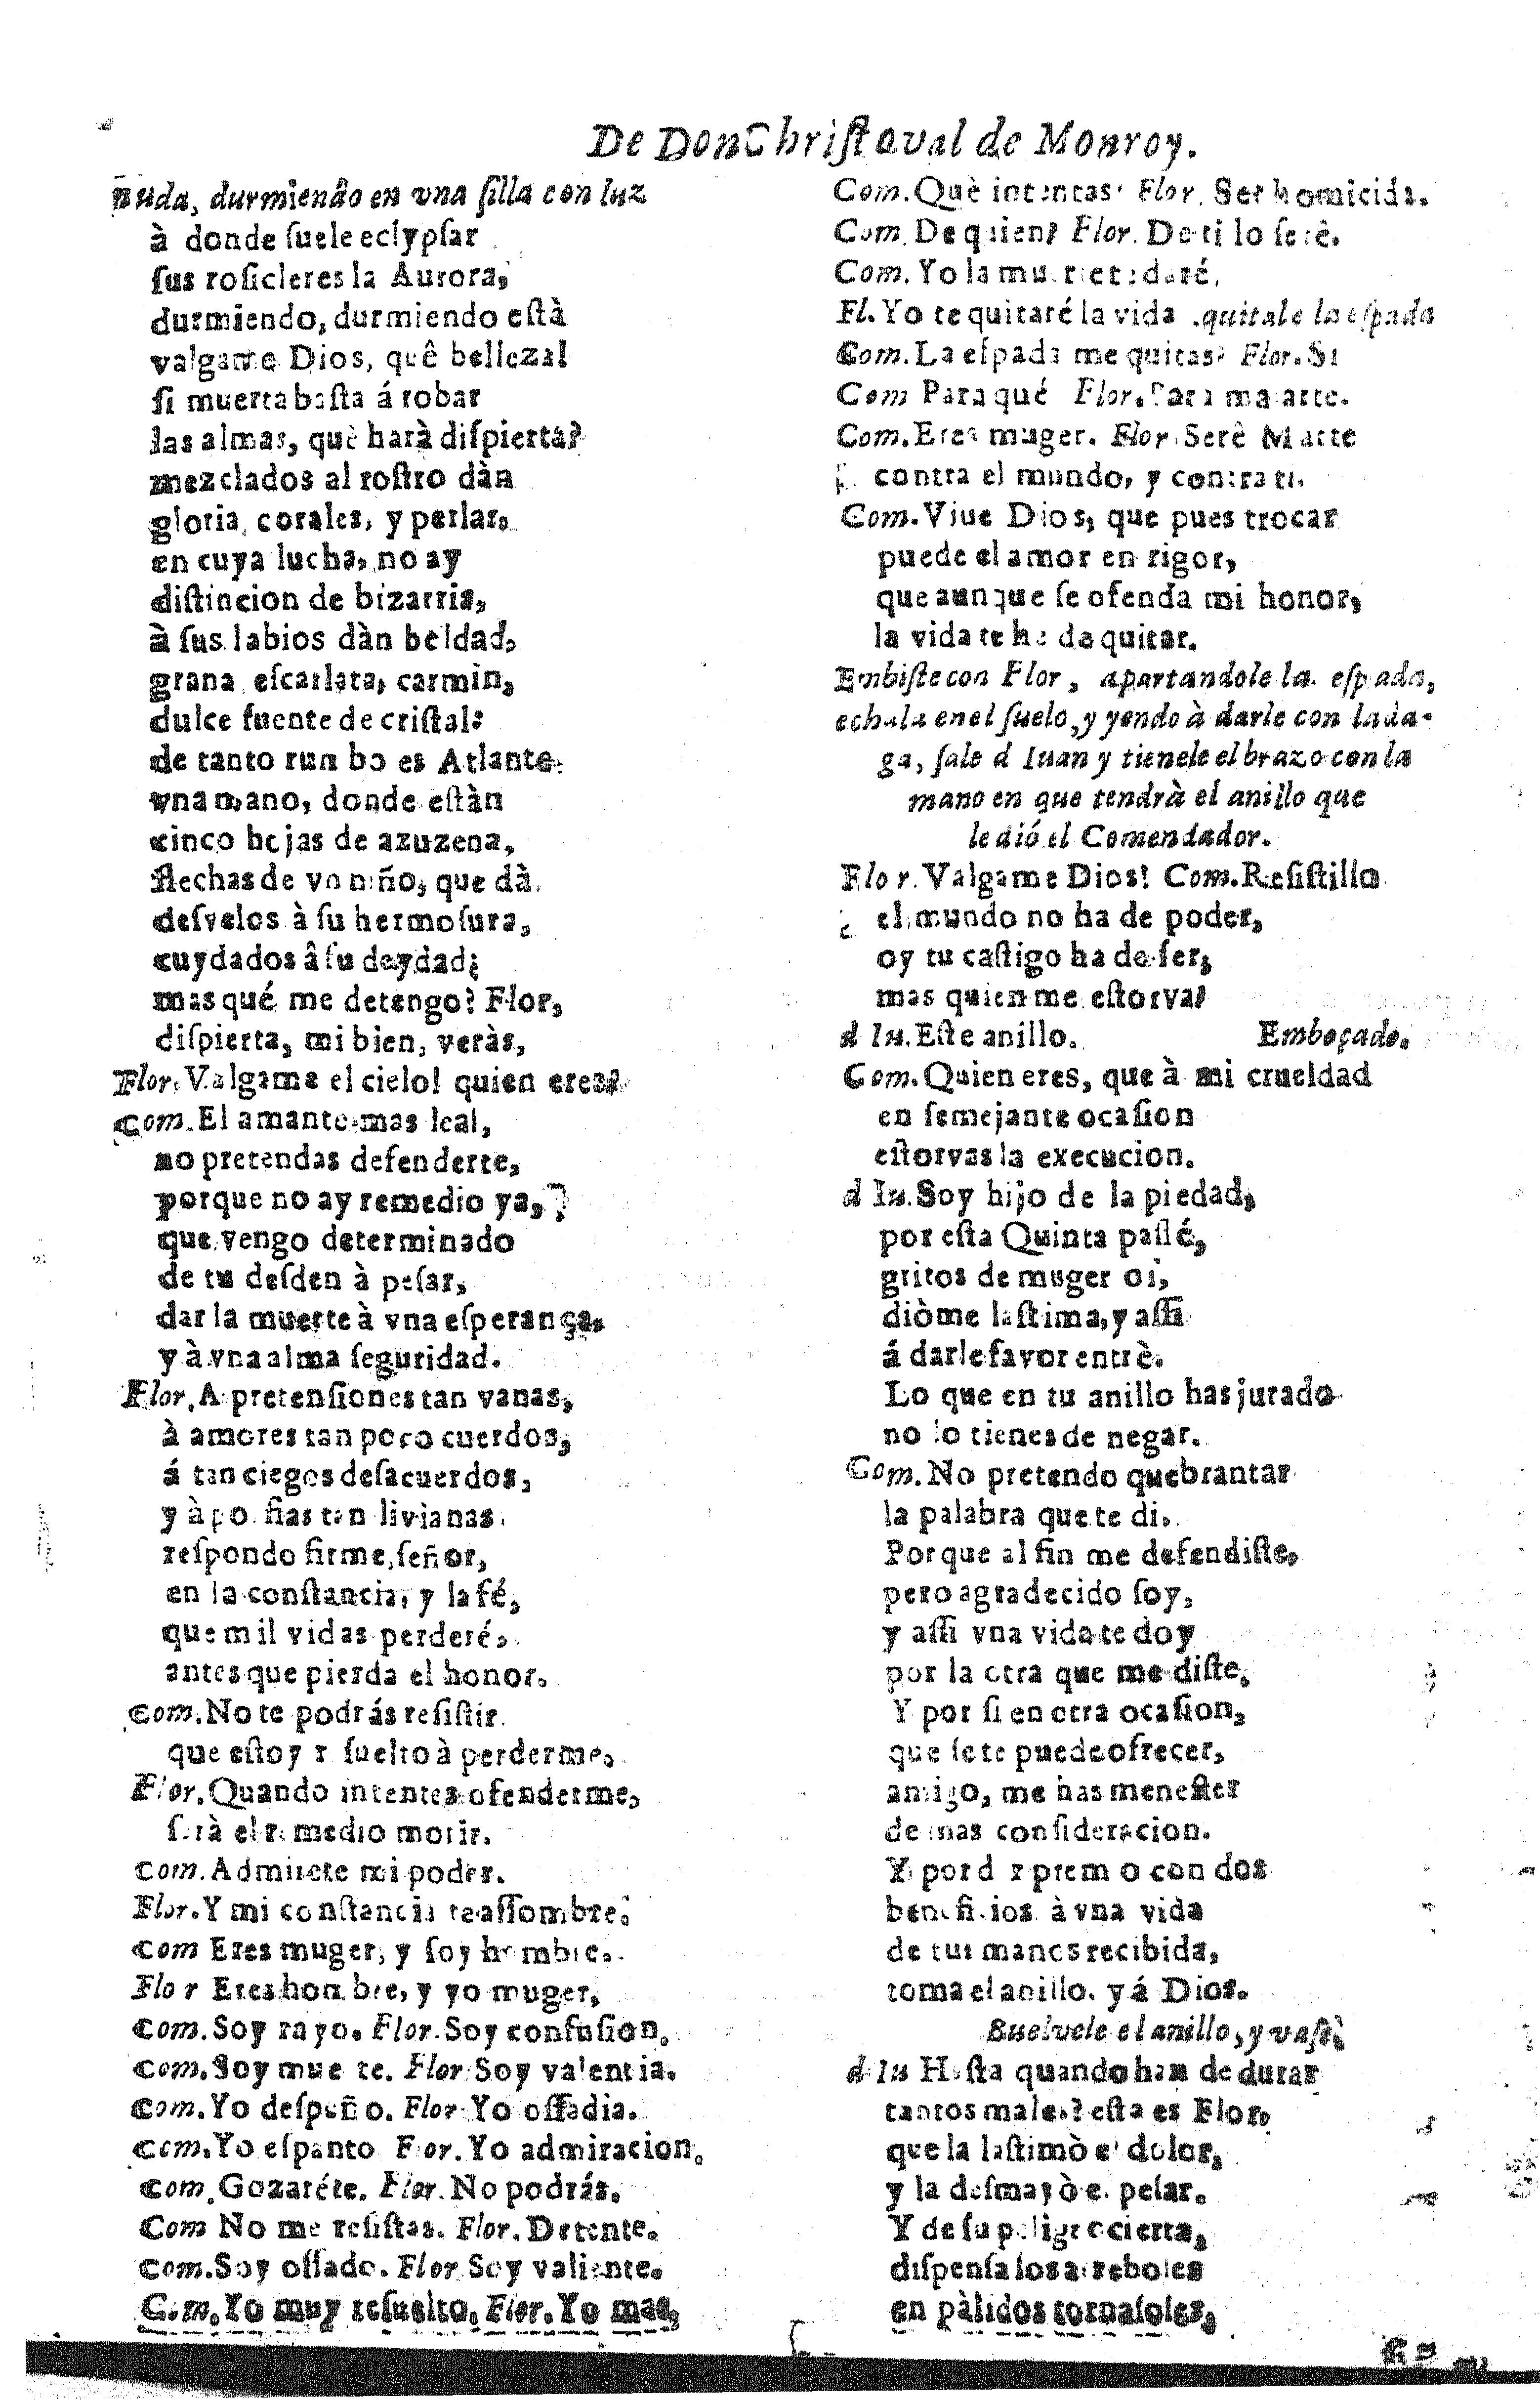 De Don Christoval de Monroy.
nuda, durmiendo en vna silla con luz
à donde suele eclypsar
sus rosicleres la Aurora,
durmiendo, durmiendo està
valgame Dios, què belleza!
si muerta basta á robar
las almas, què harà dispierta?
mezclados al rostro dàn
gloria, corales, y perlas,
en cuya lucha, no ay
distincion de bizarria,
à sus labios dàn beldad,
grana, escarlata, carmin,
dulce fuente de cristal:
de tanto rumbo es Atlante
vna mano, donde estàn
cinco hojas de azuzena,
flechas de vn niño, que dà
desvelos à su hermosura,
cuydados â su deydad;
mas qué me detengo? Flor,
dispierta, mi bien, veràs,
Flor. Valgame el cielo! quien eres?
Com. El amante mas leal,
no pretendas defenderte,
porque no ay remedio ya,
que vengo determinado
de tu desden à pesar,
dar la muerte à vna esperança,
y à vna alma seguridad.
Flor. A pretensiones tan vanas,
à amores tan poco cuerdos,
á tan ciegos desacuerdos,
y à porfias tan livianas.
respondo firme, señor,
en la constancia, y la fé,
que mil vidas perderé,
antes que pierda el honor.
Com. No te podrás resistir
que estoy resuelto à perderme.
Flor. Quando intentes ofenderme,
serà el remedio morir.
Com. Admirete mi poder.
Flor. Y mi constancia te assombre.
Com Eres muger, y soy hombre.
Flor Eres hombre, y yo muger,
Com. Soy rayo. Flor. Soy confusion.
Com. Soy muerte. Flor Soy valentia.
Com. Yo despeño. Flor Yo ossadia.
Com. Yo espanto Flor. Yo admiracion.
Com. Gozaréte. Flor. No podrás.
Com No me resistas. Flor. Detente.
Com. Soy ossado. Flor Soy valiente.
Com. Yo muy resuelto. Flor. Yo mas,
Com. Què intentas? Flor. Ser homicida.
Com. De quien? Flor. De ti lo serè.
Com. Yo la muerte te daré.
Fl. Yo te quitaré la vida. quitale la espada
Com. La espada me quitas? Flor. Si
Com Para qué Flor. Para matarte.
Com. Eres muger. Flor Serê Marte
contra el mundo, y contra ti.
Com. Viue Dios, que pues trocar
puede el amor en rigor,
que aunque se ofenda mi honor,
la vida te he de quitar.
Embiste con Flor, apartandole la espada,
echala en el suelo, y yendo à darle con la da-
ga, sale d Iuan y tienele el brazo con la
mano en que tendrà el anillo que
le dió el Comendador.
Flor. Valgame Dios! Com. Resistillo
el mundo no ha de poder,
oy tu castigo ha de ser,
mas quien me estorva?
d Iu. Este anillo. Emboçado.
Com. Quien eres, que à mi crueldad
en semejante ocasion
estorvas la execucion.
d Iu. Soy hijo de la piedad,
por esta Quinta passé,
gritos de muger oi,
diòme lastima, y assi
á darle favor entrè.
Lo que en tu anillo has jurado
no lo tienes de negar.
Com. No pretendo quebrantar
la palabra que te di.
Porque al fin me defendiste,
pero agradecido soy,
y assi vna vida te doy
por la otra que me diste.
Y por si en otra ocasion,
que se te puede ofrecer,
amigo, me has menester
de mas consideracion.
Y por dar premio con dos
beneficios à vna vida
de tus manos recibida,
toma el anillo. y á Dios.
Buelvele el anillo, y vase.
d Iu Hasta quando han de durar
tantos males? esta es Flor,
que la lastimò el dolor,
y la desmayò el pesar.
Y de su peligro cierta,
dispensa los arreboles
en pàlidos tornasoles,